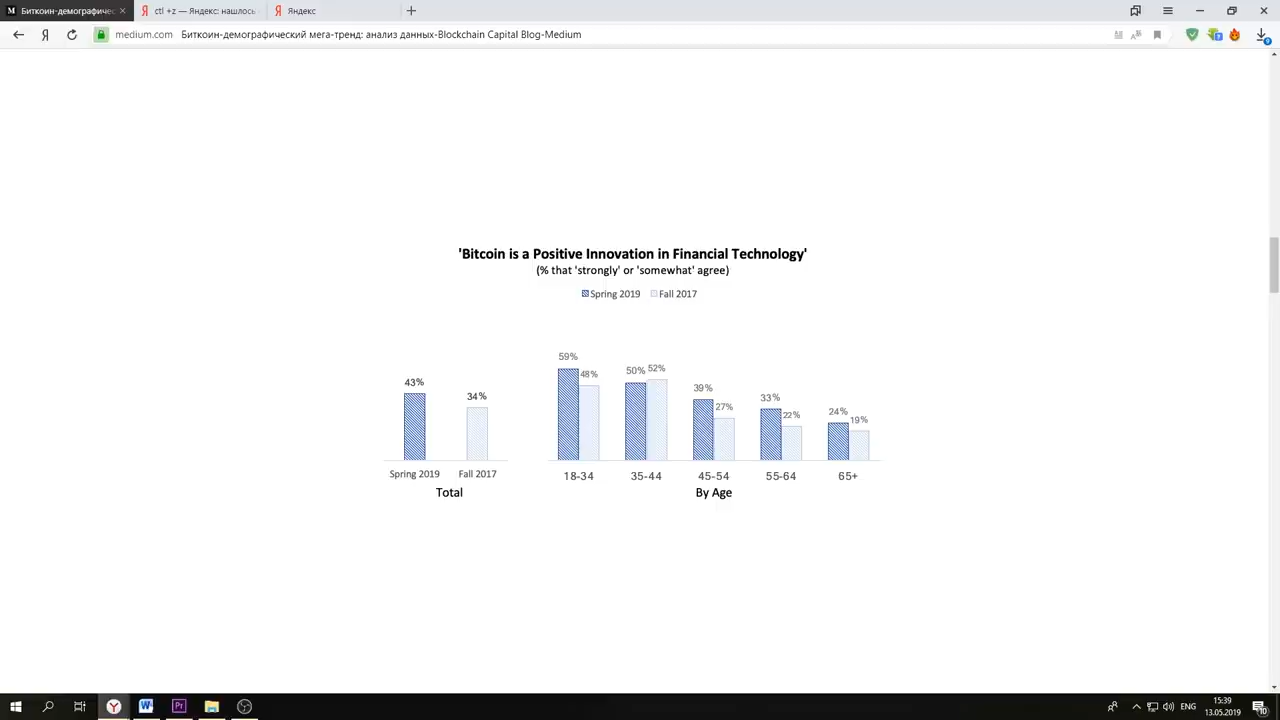 Биткоин-демографичес
ctl +z — Яндекс: нашлось
Яндекс
medium.com Биткоин-демографический мега-тренд: анализ данных-Blockchain Capital Blog-Medium
'Bitcoin is a Positive Innovation in Financial Technology'
(% that 'strongly' or 'somewhat' agree)
Spring 2019 Fall 2017
43% 34%
Spring 2019 Fall 2017
Total
59% 48% 50% 52% 39% 27% 33% 22% 24% 19%
18-34 35-44 45-54 55-64 65+
By Age
ENG
15:39
13.05.2019